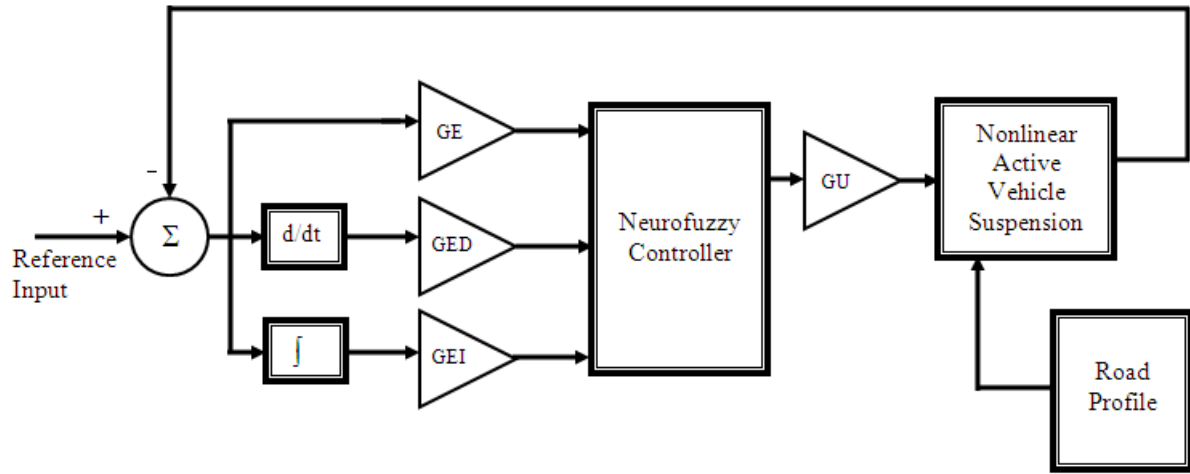 -
+
Σ
Reference
Input
d/dt
∫
GE
GED
GEI
Neurofuzzy
Controller
GU
Nonlinear
Active
Vehicle
Suspension
Road
Profile